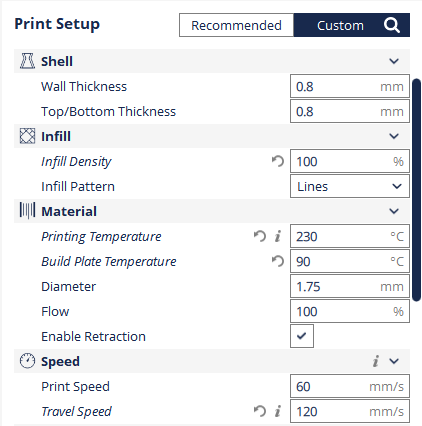 Print Setup Recommended Custom
Shell
Wall Thickness 0.8 mm
Top/Bottom Thickness 0.8 mm
Infill
Infill Density 100 %
Infill Pattern Lines
Material
Printing Temperature i 230 °C
Build Plate Temperature 90 °C
Diameter 1.75 mm
Flow 100 %
Enable Retraction
Speed i
Print Speed 60 mm/s
Travel Speed i 120 mm/s